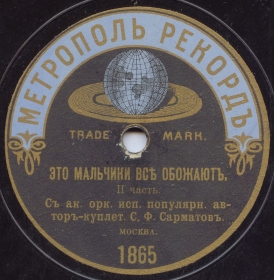 МЕТРОПОЛЬ РЕКОРДЪ
TRADE MARK.
ЭТО МАЛЬЧИКИ ВСѢ ОБОЖАЮТЪ.
II часть.
Съ ак. орк. исп. популярн. ав-
торъ-куплет. С. Ф. Сарматовъ.
МОСКВА.
1865